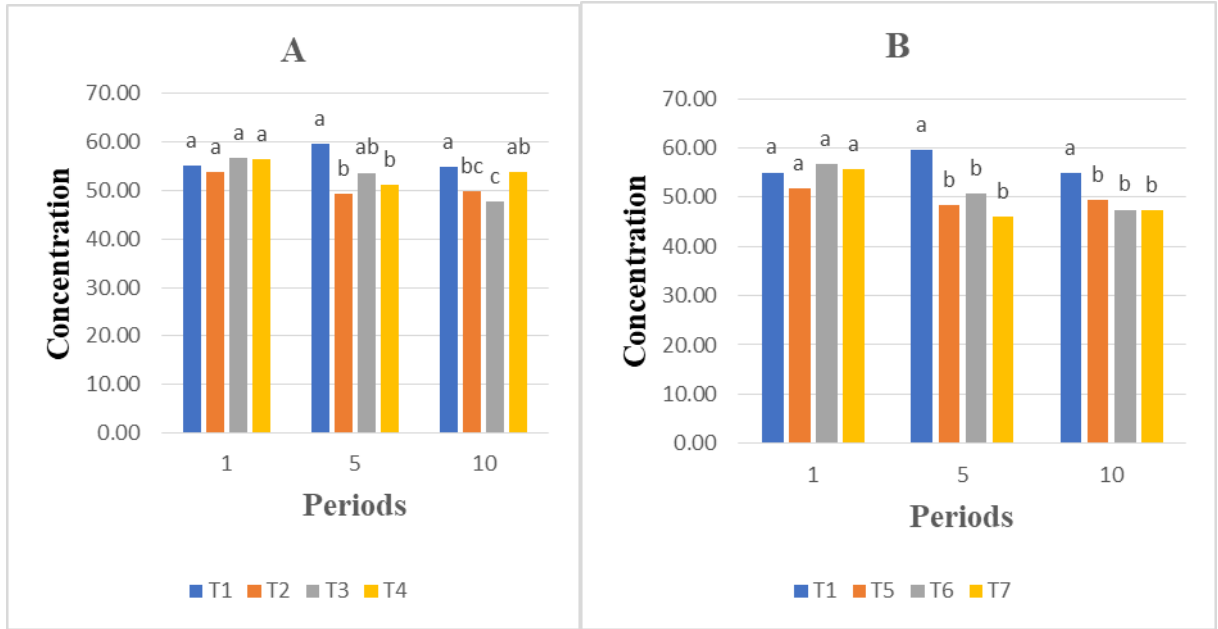 A
70.00
60.00
50.00
40.00
30.00
20.00
10.00
0.00
Concentration
a a a a
a b ab b
a bc c ab
1 5 10
Periods
T1 T2 T3 T4
B
70.00
60.00
50.00
40.00
30.00
20.00
10.00
0.00
Concentration
a a a a
a b b b
a b b b
1 5 10
Periods
T1 T5 T6 T7